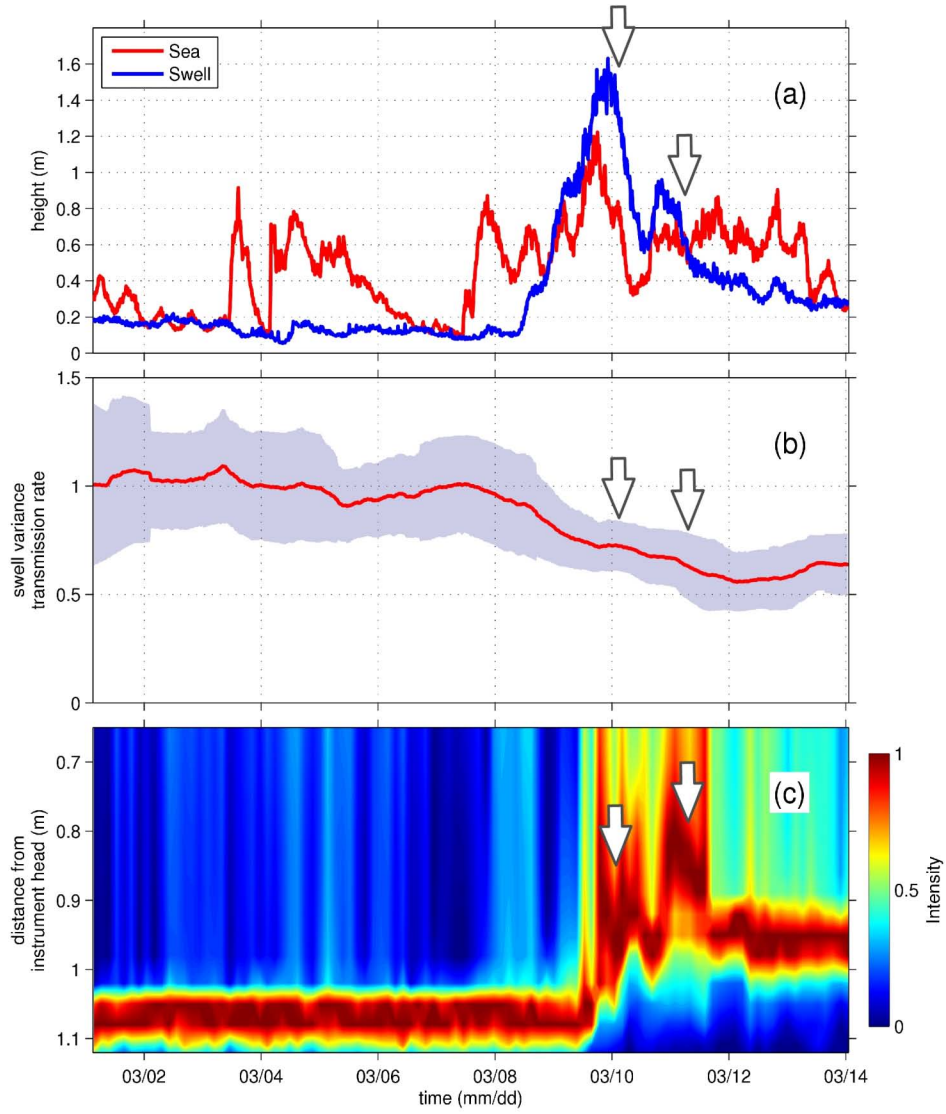 Sea
Swell
(a)
height (m)
1.6
1.4
1.2
1
0.8
0.6
0.4
0.2
0
(b)
swell variance
transmission rate
1.5
1
0.5
0
(c)
distance from
instrument head (m)
0.7
0.8
0.9
1
1.1
03/02
03/04
03/06
03/08
03/10
03/12
03/14
time (mm/dd)
1
0.5
0
Intensity